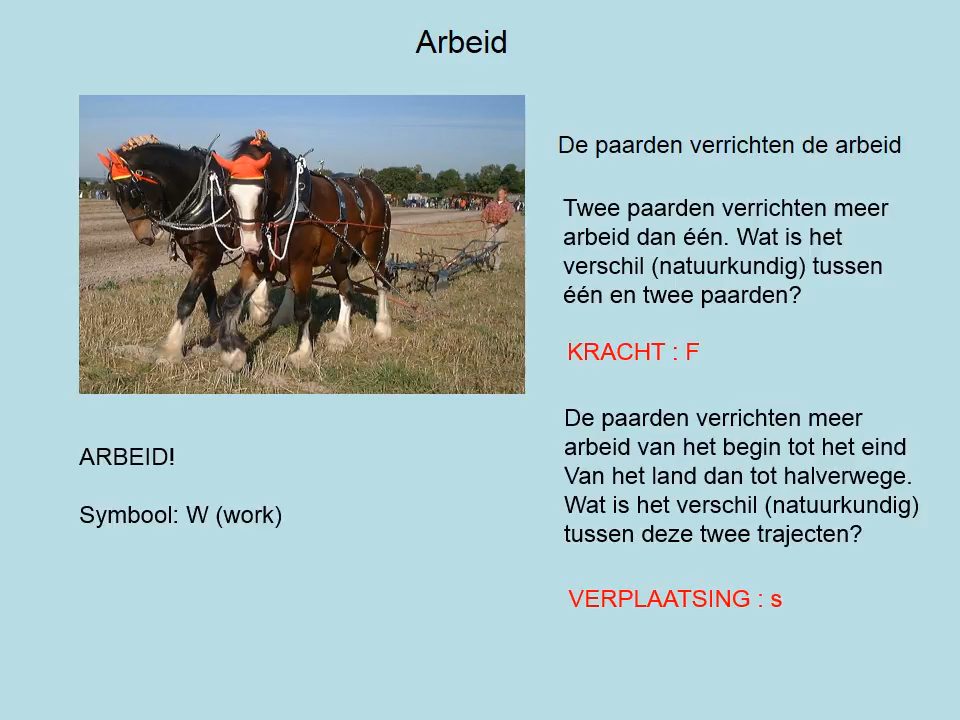 Arbeid
De paarden verrichten de arbeid
Twee paarden verrichten meer
arbeid dan één. Wat is het
verschil (natuurkundig) tussen
één en twee paarden?
KRACHT : F
De paarden verrichten meer
arbeid van het begin tot het eind
Van het land dan tot halverwege.
Wat is het verschil (natuurkundig)
tussen deze twee trajecten?
VERPLAATSING : s
ARBEID!
Symbool: W (work)